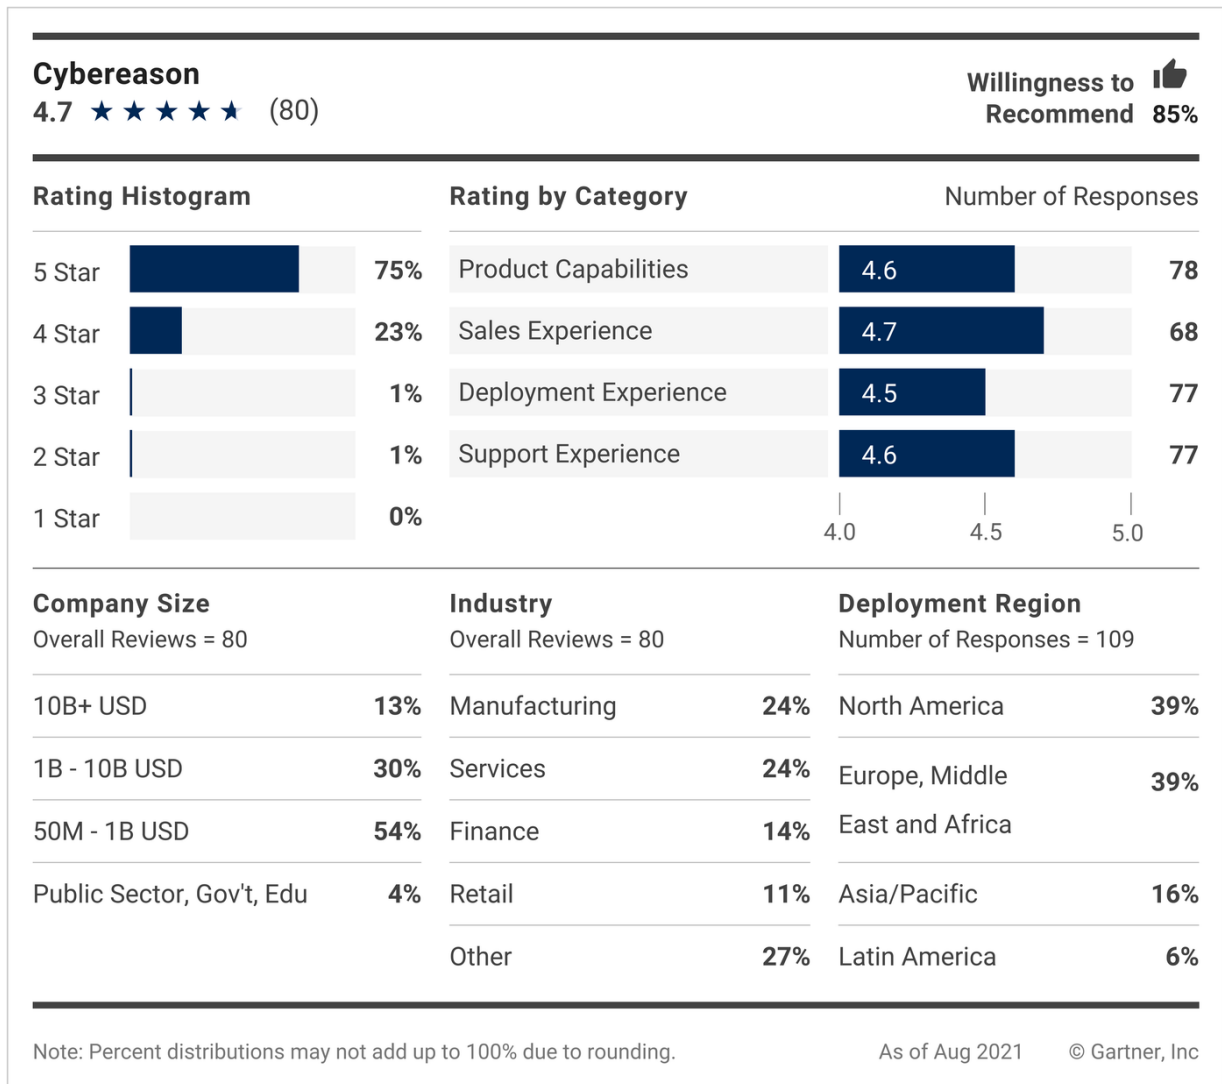 Cybereason
4.7 ★ ★ ★ ★ ★ (80)
Willingness to
Recommend 85%
Rating Histogram
5 Star 75%
4 Star 23%
3 Star 1%
2 Star 1%
1 Star 0%
Rating by Category Number of Responses
Product Capabilities 4.6 78
Sales Experience 4.7 68
Deployment Experience 4.5 77
Support Experience 4.6 77
4.0 4.5 5.0
Company Size
Overall Reviews = 80
10B+ USD 13%
1B - 10B USD 30%
50M - 1B USD 54%
Public Sector, Gov't, Edu 4%
Industry
Overall Reviews = 80
Manufacturing 24%
Services 24%
Finance 14%
Retail 11%
Other 27%
Deployment Region
Number of Responses = 109
North America 39%
Europe, Middle 39%
East and Africa
Asia/Pacific 16%
Latin America 6%
Note: Percent distributions may not add up to 100% due to rounding. As of Aug 2021 © Gartner, Inc